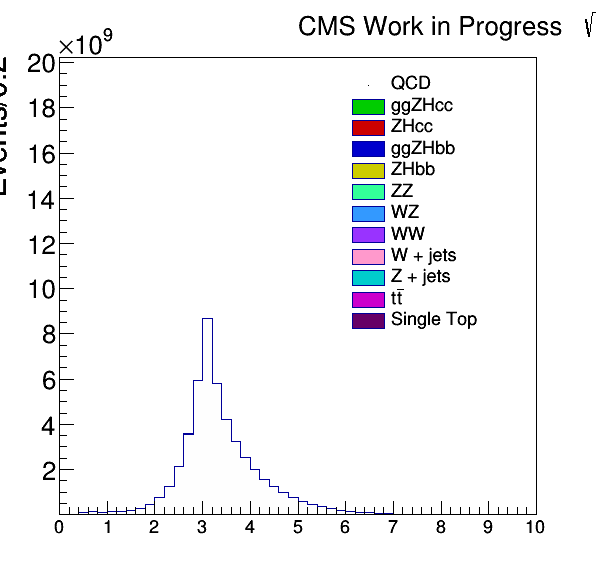 CMS Work in Progress √
×10⁹
Events/0.2
20
18
16
14
12
10
8
6
4
2
QCD
ggZHcc
ZHcc
ggZHbb
ZHbb
ZZ
WZ
WW
W + jets
Z + jets
tt̄
Single Top
0 1 2 3 4 5 6 7 8 9 10